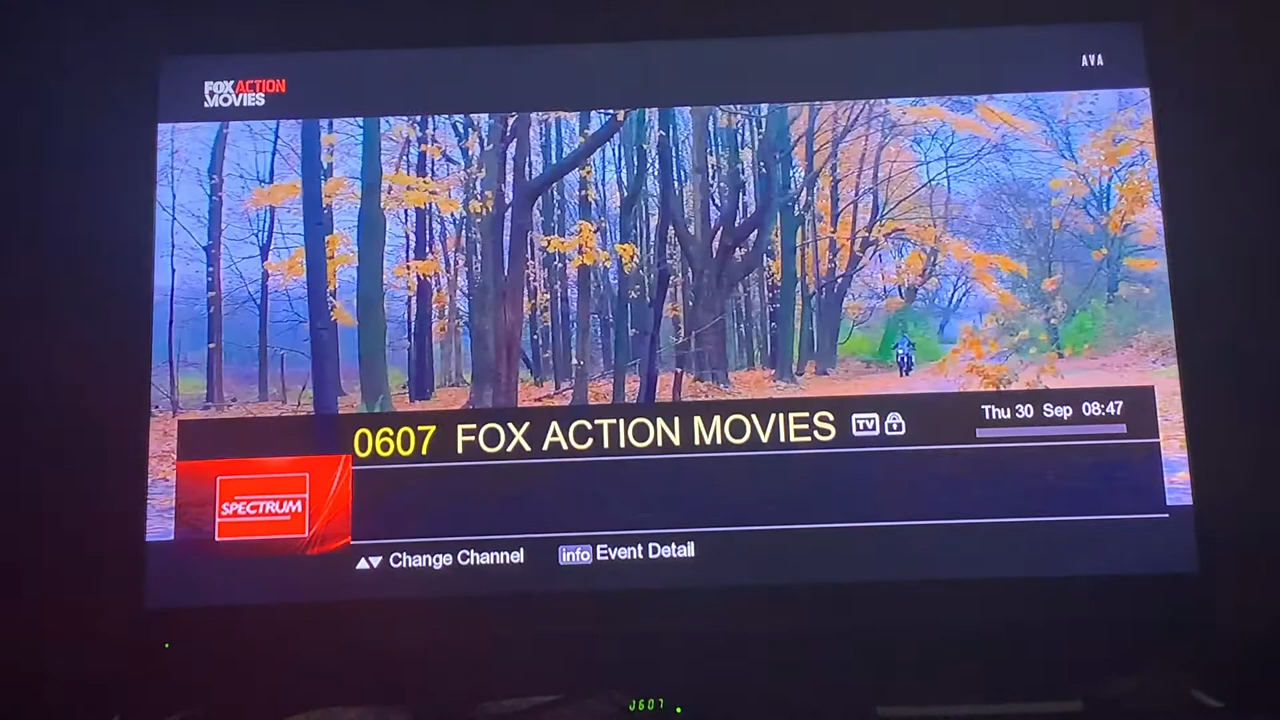 FOX ACTION
MOVIES
AVA
0607 FOX ACTION MOVIES TV
Thu 30 Sep 08:47
SPECTRUM
▲▼ Change Channel info Event Detail
0607